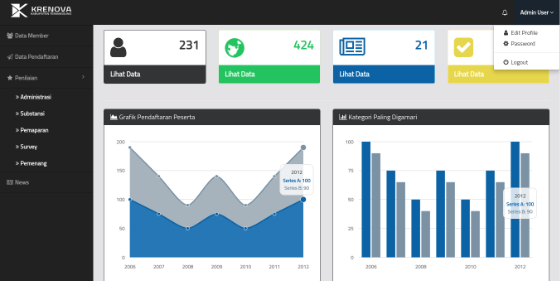 KRENOVA
Admin User
Data Member
Data Pendaftaran
Penilaian
» Administrasi
» Substansi
» Pemaparan
» Survey
» Pemenang
News
231
Lihat Data
424
Lihat Data
21
Lihat Data
Lihat Data
Edit Profile
Password
Logout
Grafik Pendaftaran Peserta
200
150
100
50
0
2006 2007 2008 2009 2010 2011 2012
2012
Series A: 100
Series B: 90
Kategori Paling Digamari
100
75
50
25
0
2006 2008 2010 2012
2012
Series A: 100
Series B: 90